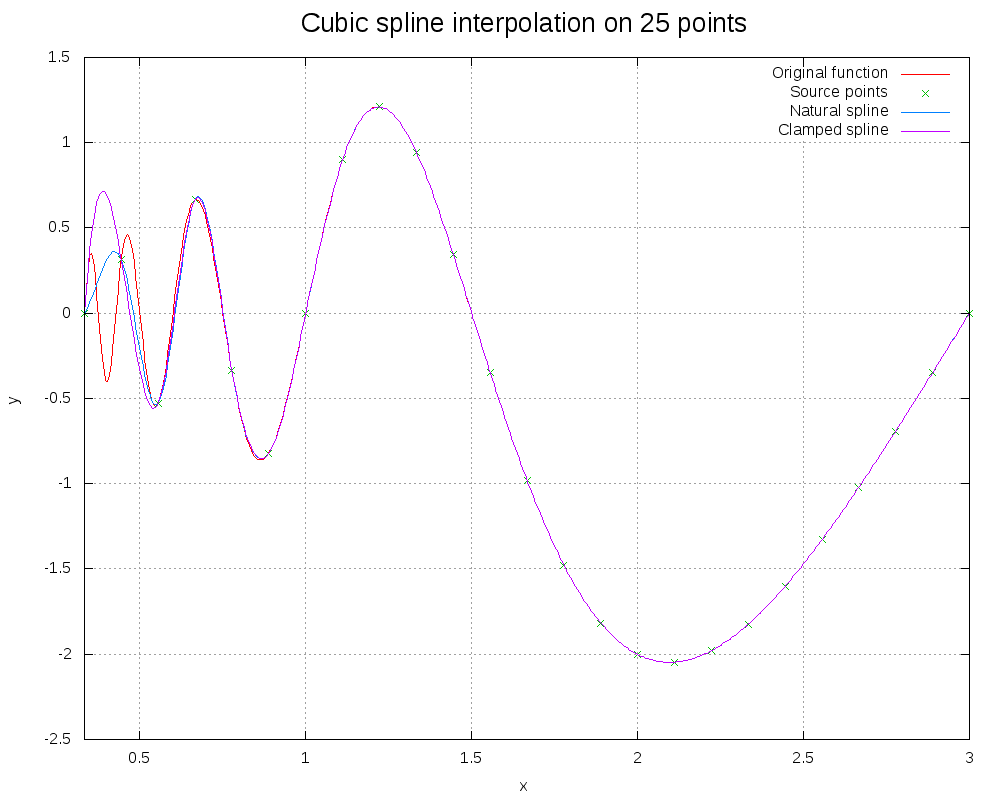 Cubic spline interpolation on 25 points
1.5
1
0.5
0
-0.5
-1
-1.5
-2
-2.5
y
Original function
Source points
Natural spline
Clamped spline
0.5
1
1.5
2
2.5
3
x